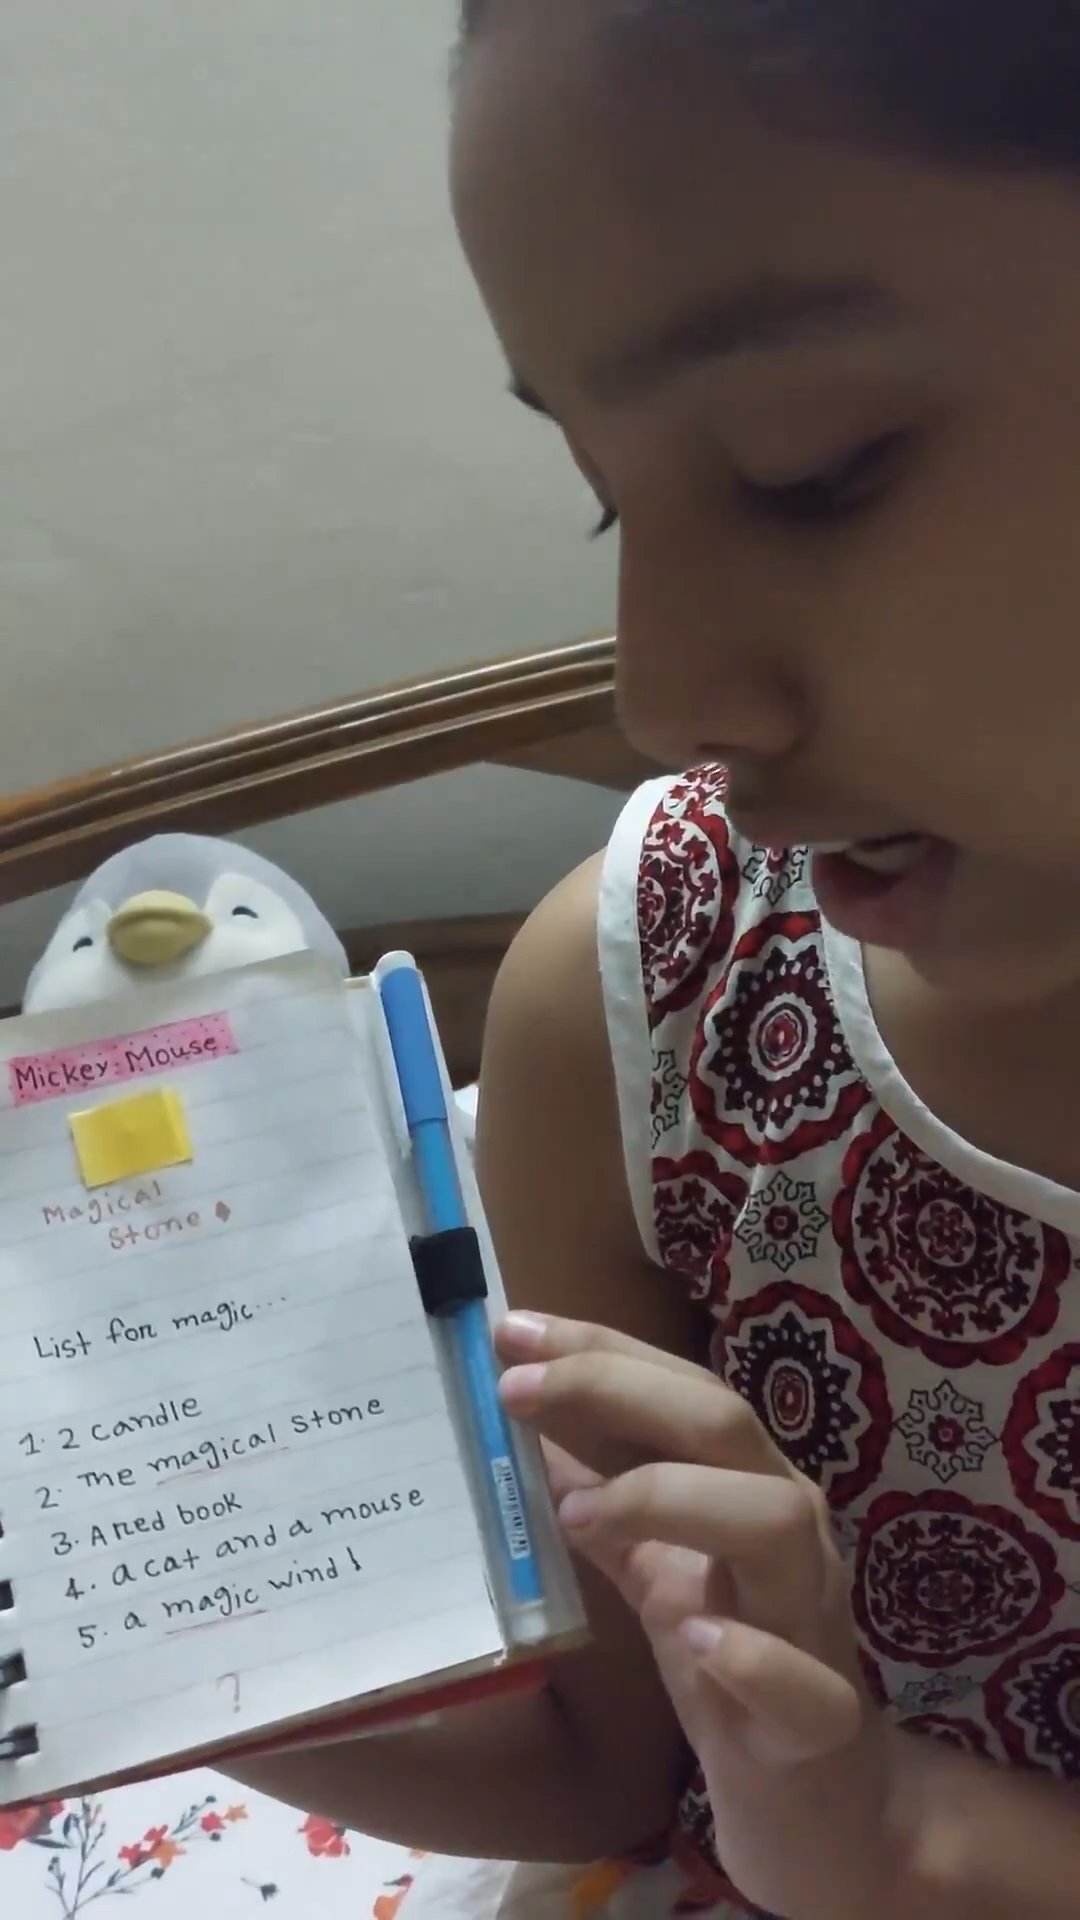 Mickey Mouse
Magical
Stone
List for magic...
1. 2 candle
2. The magical stone
3. A red book
4. a cat and a mouse
5. a magic wind!
?